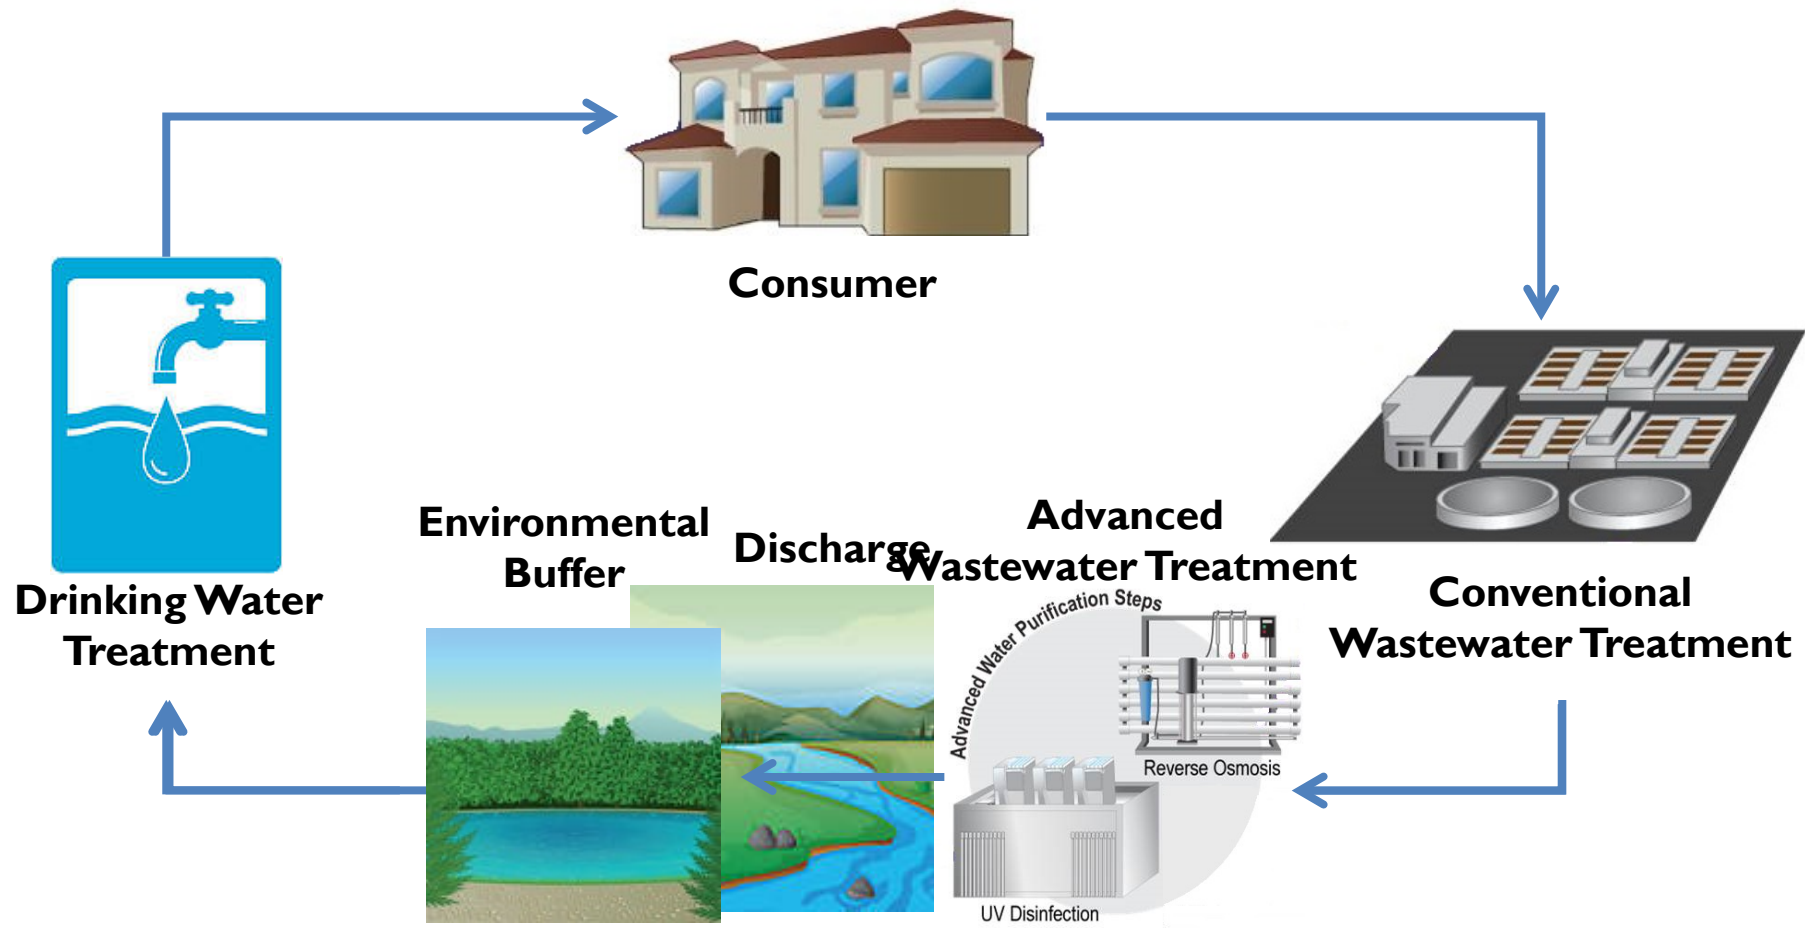 Consumer
Environmental
Buffer
Discharge
Advanced
Wastewater Treatment
Drinking Water
Treatment
Conventional
Wastewater Treatment
Advanced Water Purification Steps
Reverse Osmosis
UV Disinfection